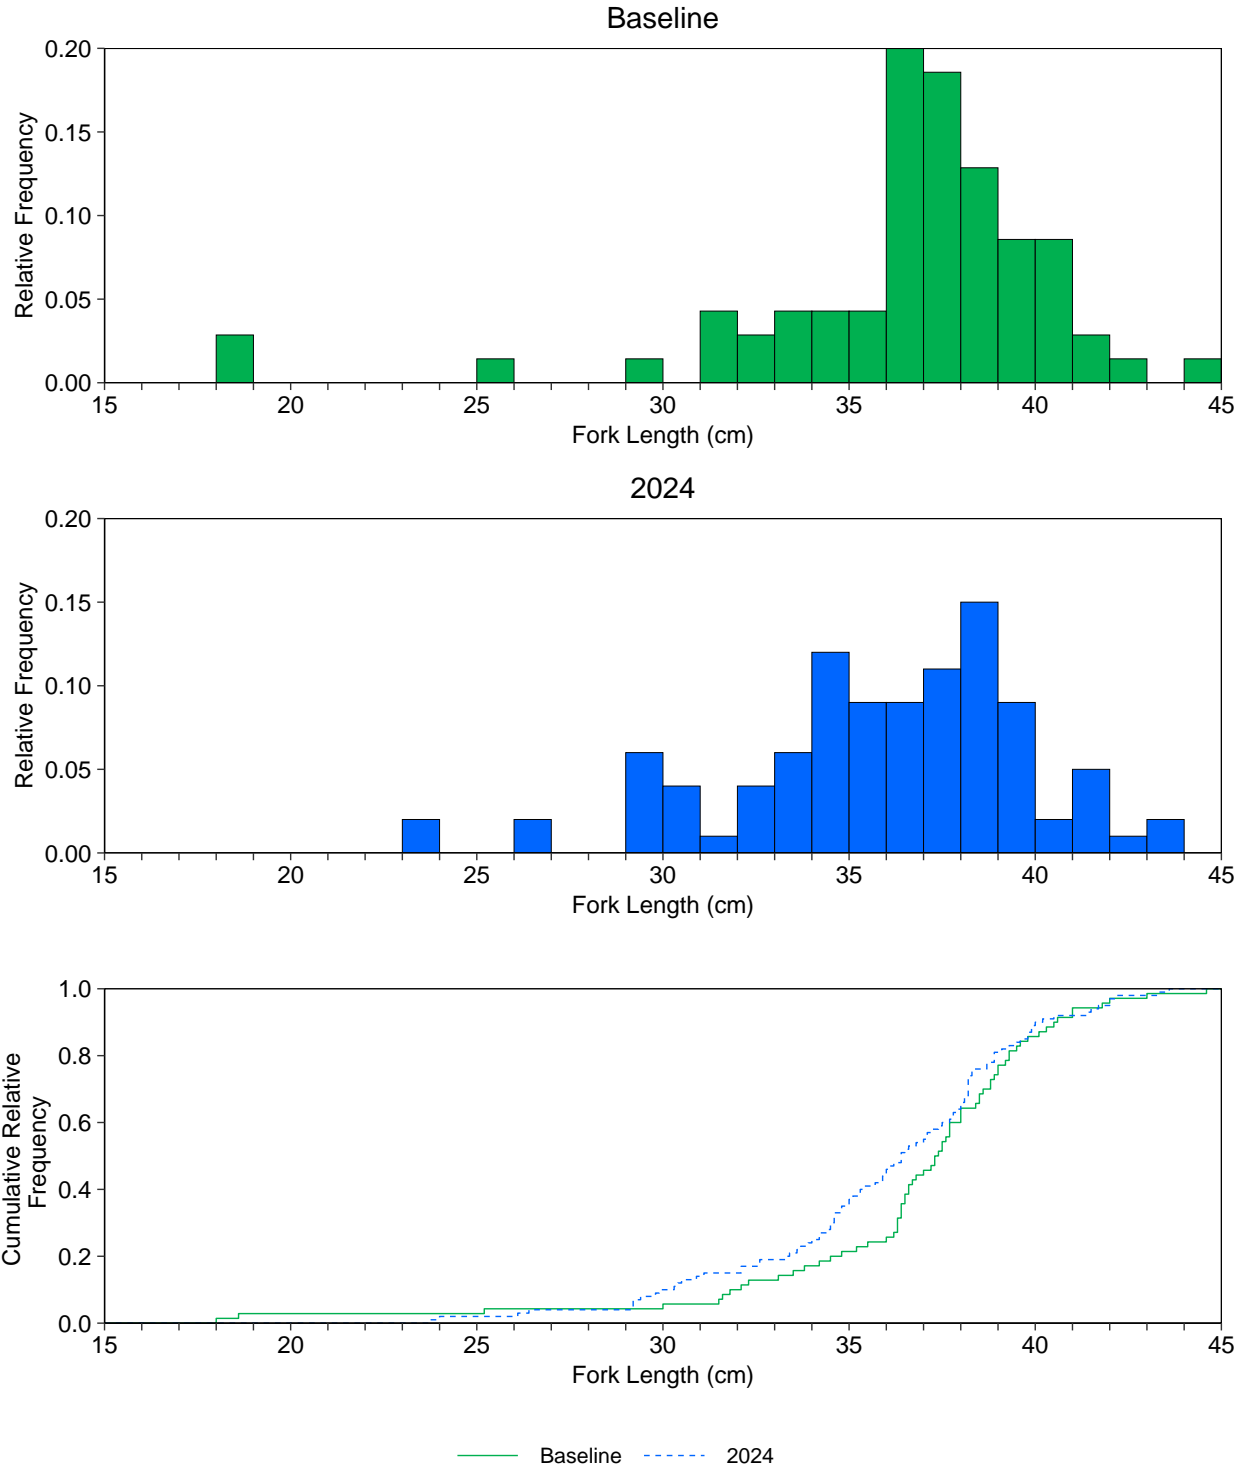 Baseline
0.20
0.15
0.10
0.05
0.00
Relative Frequency
15 20 25 30 35 40 45
Fork Length (cm)
2024
0.20
0.15
0.10
0.05
0.00
Relative Frequency
15 20 25 30 35 40 45
Fork Length (cm)
1.0
0.8
0.6
0.4
0.2
0.0
Cumulative Relative
Frequency
15 20 25 30 35 40 45
Fork Length (cm)
Baseline 2024